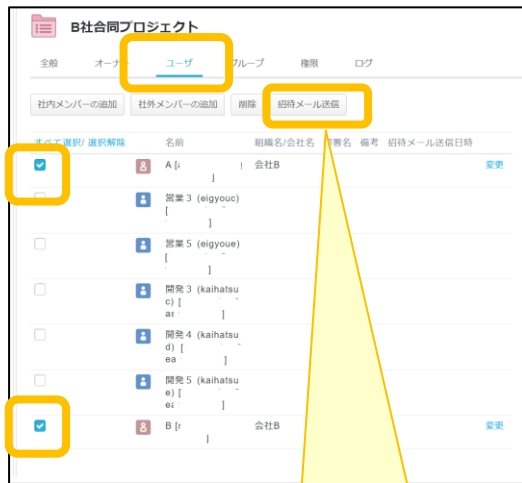 B社合同プロジェクト
全般 ユーザ グループ 権限 ログ
社内メンバーの追加 社外メンバーの追加 削除 招待メール送信
すべて選択/ 選択解除 名前 組織名/会社名 部署名 備考 招待メール送信日時
A [ ! 会社B 変更
]
営業３ (eigyouc)
[
]
営業５ (eigyoue)
[
]
開発３ (kaihatsu
c) [
]
開発４ (kaihatsu
d) [
]
開発５ (kaihatsu
e) [
]
B [ 会社B 変更
]